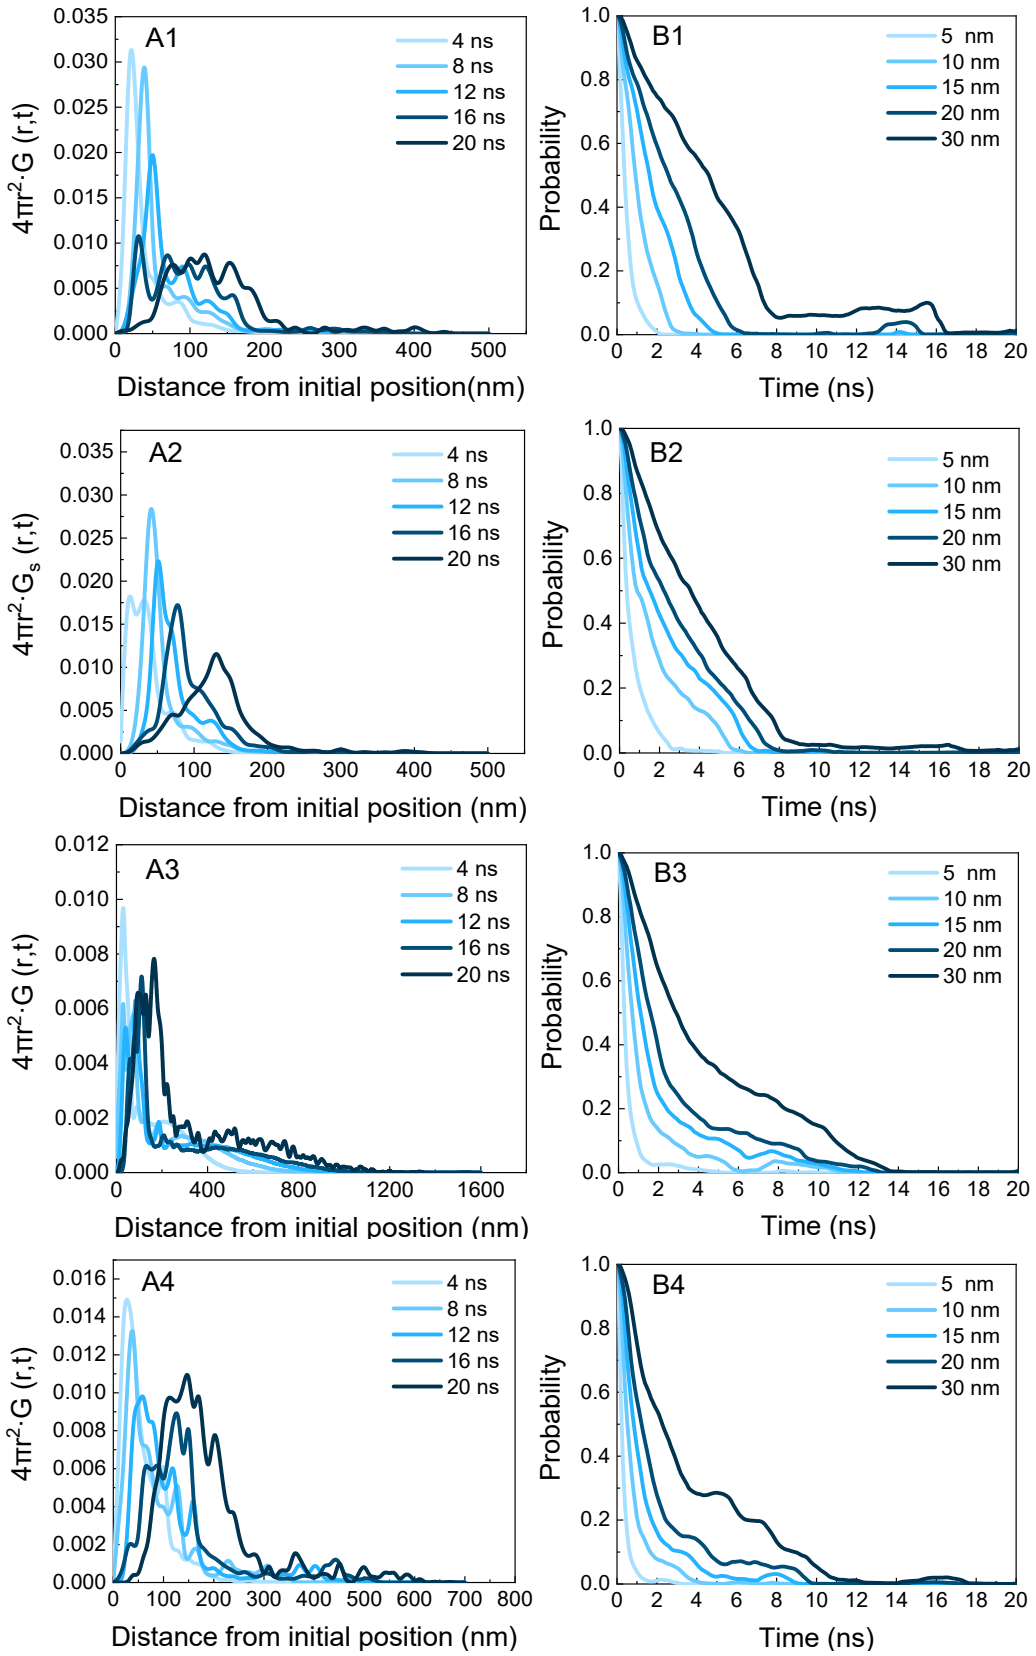 A1
4 ns
8 ns
12 ns
16 ns
20 ns
0.035
0.030
0.025
0.020
0.015
0.010
0.005
0.000
4πr²·G (r,t)
0 100 200 300 400 500
Distance from initial position(nm)
B1
5 nm
10 nm
15 nm
20 nm
30 nm
1.0
0.8
0.6
0.4
0.2
0.0
Probability
0 2 4 6 8 10 12 14 16 18 20
Time (ns)
A2
4 ns
8 ns
12 ns
16 ns
20 ns
0.035
0.030
0.025
0.020
0.015
0.010
0.005
0.000
4πr²·Gₛ (r,t)
0 100 200 300 400 500
Distance from initial position (nm)
B2
5 nm
10 nm
15 nm
20 nm
30 nm
1.0
0.8
0.6
0.4
0.2
0.0
Probability
0 2 4 6 8 10 12 14 16 18 20
Time (ns)
A3
4 ns
8 ns
12 ns
16 ns
20 ns
0.012
0.010
0.008
0.006
0.004
0.002
0.000
4πr²·G (r,t)
0 400 800 1200 1600
Distance from initial position (nm)
B3
5 nm
10 nm
15 nm
20 nm
30 nm
1.0
0.8
0.6
0.4
0.2
0.0
Probability
0 2 4 6 8 10 12 14 16 18 20
Time (ns)
A4
4 ns
8 ns
12 ns
16 ns
20 ns
0.016
0.014
0.012
0.010
0.008
0.006
0.004
0.002
0.000
4πr²·G (r,t)
0 100 200 300 400 500 600 700 800
Distance from initial position (nm)
B4
5 nm
10 nm
15 nm
20 nm
30 nm
1.0
0.8
0.6
0.4
0.2
0.0
Probability
0 2 4 6 8 10 12 14 16 18 20
Time (ns)